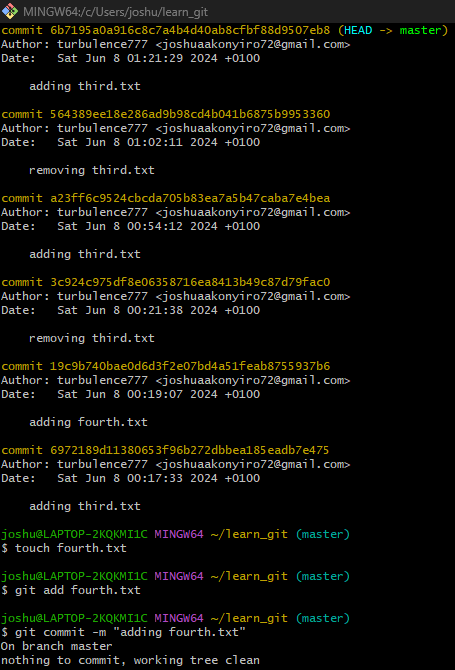 MINGW64:/c/Users/joshu/learn_git
commit 6b7195a0a916c8c7a4b4d40ab8cfbf88d9507eb8 (HEAD -> master)
Author: turbulence777 <joshuaakonyiro72@gmail.com>
Date:   Sat Jun 8 01:21:29 2024 +0100
    adding third.txt
commit 564389ee18e286ad9b98cd4b041b6875b9953360
Author: turbulence777 <joshuaakonyiro72@gmail.com>
Date:   Sat Jun 8 01:02:11 2024 +0100
    removing third.txt
commit a23ff6c9524cbcda705b83ea7a5b47caba7e4bea
Author: turbulence777 <joshuaakonyiro72@gmail.com>
Date:   Sat Jun 8 00:54:12 2024 +0100
    adding third.txt
commit 3c924c975df8e06358716ea8413b49c87d79fac0
Author: turbulence777 <joshuaakonyiro72@gmail.com>
Date:   Sat Jun 8 00:21:38 2024 +0100
    removing third.txt
commit 19c9b740bae0d6d3f2e07bd4a51feab8755937b6
Author: turbulence777 <joshuaakonyiro72@gmail.com>
Date:   Sat Jun 8 00:19:07 2024 +0100
    adding fourth.txt
commit 6972189d11380653f96b272dbbea185eadb7e475
Author: turbulence777 <joshuaakonyiro72@gmail.com>
Date:   Sat Jun 8 00:17:33 2024 +0100
    adding third.txt
joshu@LAPTOP-2KQKMI1C MINGW64 ~/learn_git (master)
$ touch fourth.txt
joshu@LAPTOP-2KQKMI1C MINGW64 ~/learn_git (master)
$ git add fourth.txt
joshu@LAPTOP-2KQKMI1C MINGW64 ~/learn_git (master)
$ git commit -m "adding fourth.txt"
On branch master
nothing to commit, working tree clean